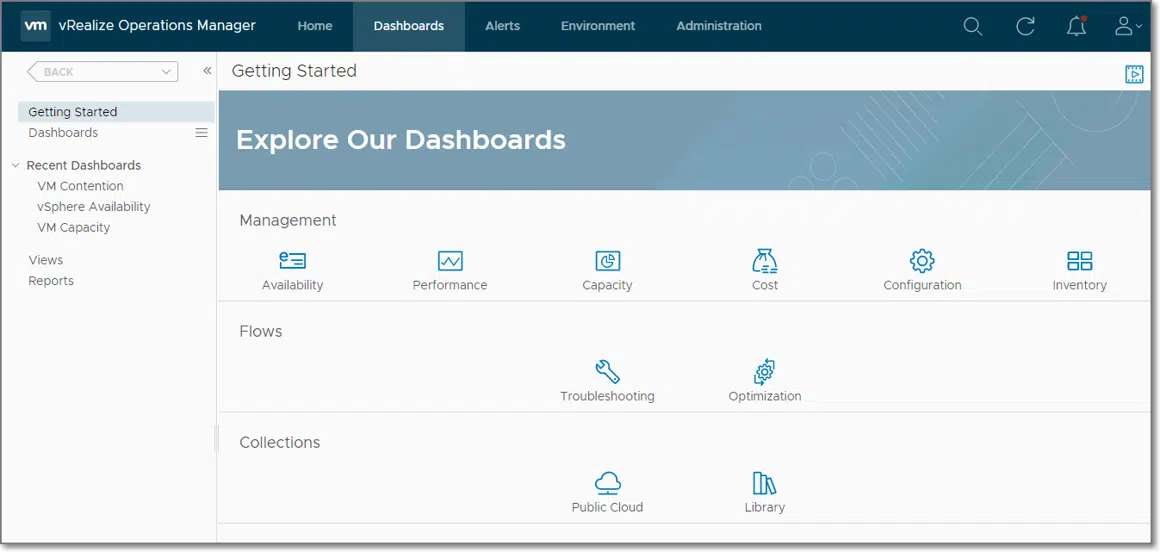 vm vRealize Operations Manager Home Dashboards Alerts Environment Administration
BACK
Getting Started
Dashboards
Recent Dashboards
VM Contention
vSphere Availability
VM Capacity
Views
Reports
Getting Started
Explore Our Dashboards
Management
Availability Performance Capacity Cost Configuration Inventory
Flows
Troubleshooting Optimization
Collections
Public Cloud Library